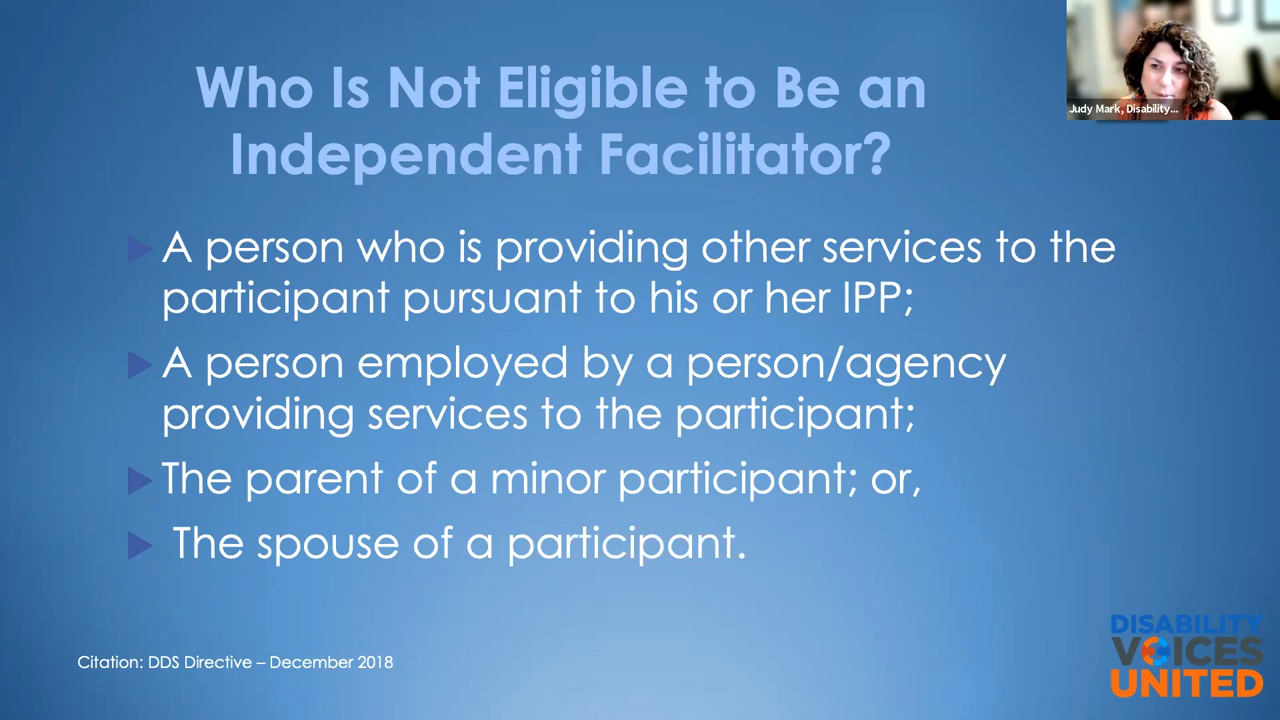 Who Is Not Eligible to Be an
Independent Facilitator?
Judy Mark, Disability...
A person who is providing other services to the
participant pursuant to his or her IPP;
A person employed by a person/agency
providing services to the participant;
The parent of a minor participant; or,
The spouse of a participant.
Citation: DDS Directive – December 2018
DISABILITY
VOICES
UNITED